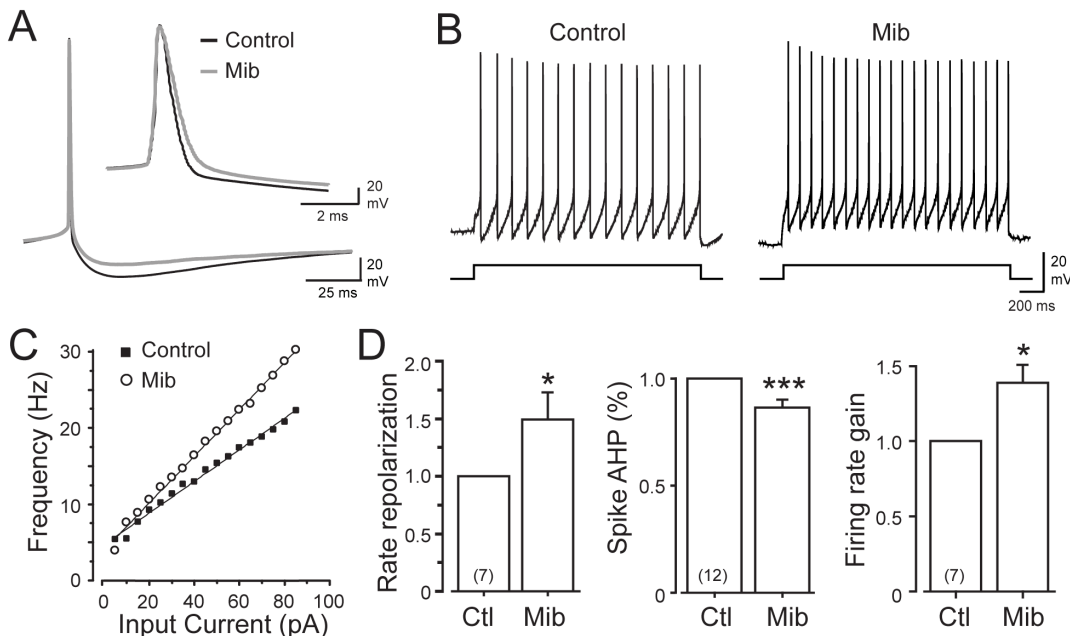 A
Control
Mib
20
mV
2 ms
20
mV
25 ms
B
Control
Mib
20
mV
200 ms
C
Control
Mib
Frequency (Hz)
30
20
10
0
0 20 40 60 80 100
Input Current (pA)
D
Rate repolarization
2.0
1.5
1.0
0.5
0
*
(7)
Ctl Mib
Spike AHP (%)
1.0
0.5
0
***
(12)
Ctl Mib
Firing rate gain
1.5
1.0
0.5
0
*
(7)
Ctl Mib